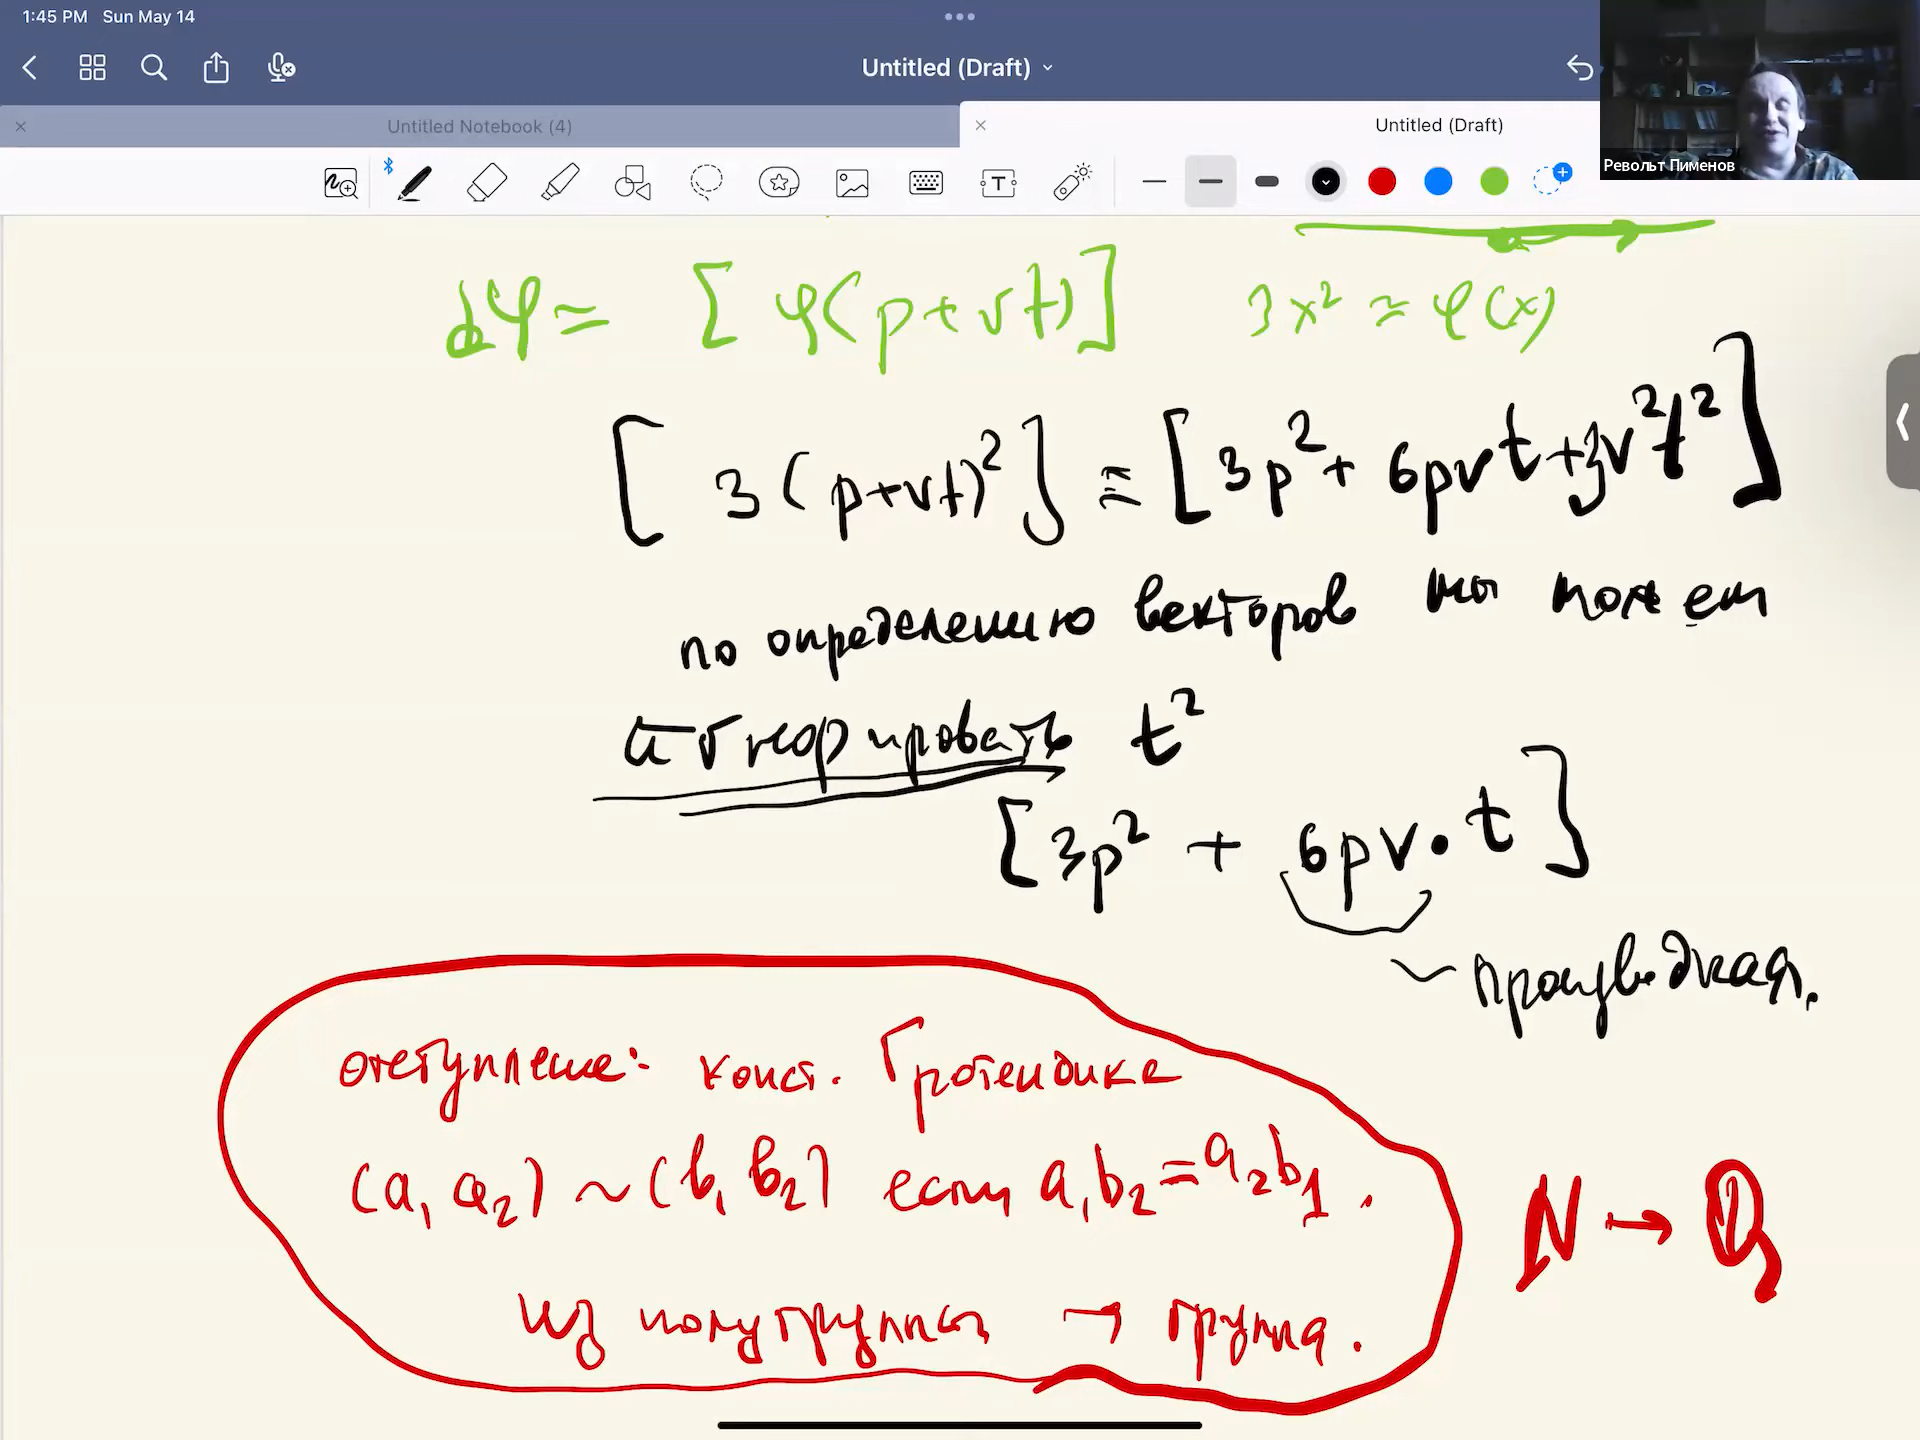 1:45 PM Sun May 14
Untitled (Draft)
Untitled Notebook (4)
Untitled (Draft)
Револьт Пименов
dφ = [φ(p+vt)] 3x² = φ(x)
[3(p+vt)²] = [3p² + 6pvt + 3v²t²]
по определению векторов мы можем
игнорировать t²
[3p² + 6pv · t]
~ производная.
отступление: конст. Гротендика
(a₁ a₂) ~ (b₁ b₂) если a₁b₂ = a₂b₁.
N → Q
из полугруппы → группа.